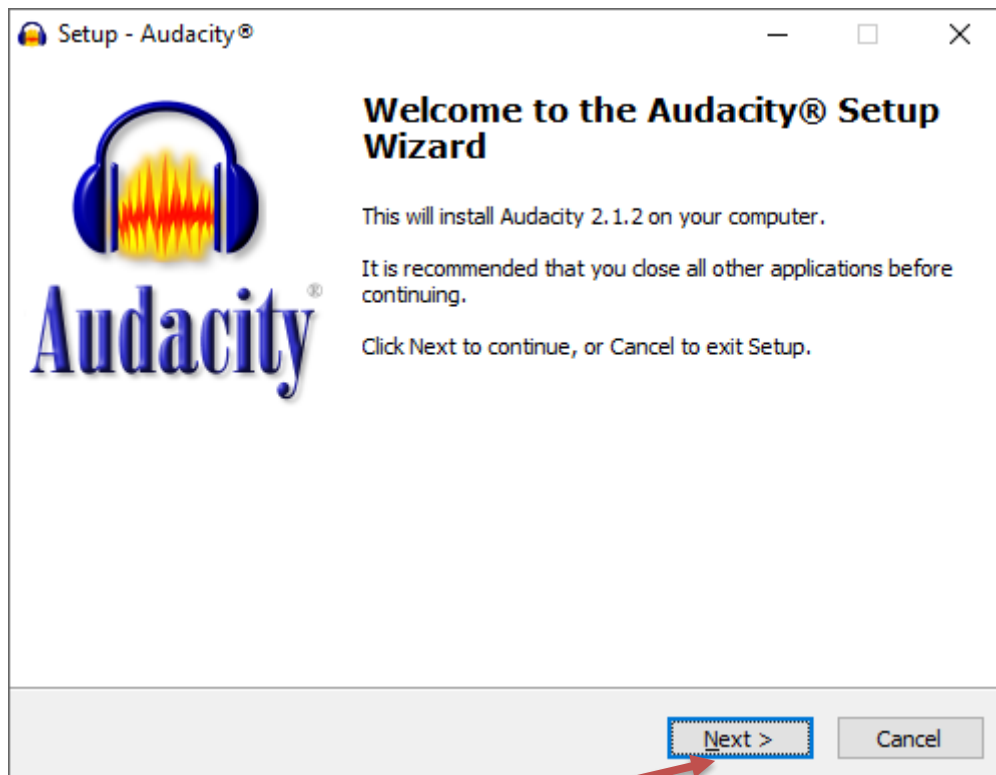 Setup - Audacity®
Welcome to the Audacity® Setup
Wizard
This will install Audacity 2.1.2 on your computer.
It is recommended that you close all other applications before
continuing.
Click Next to continue, or Cancel to exit Setup.
Audacity®
Next >
Cancel